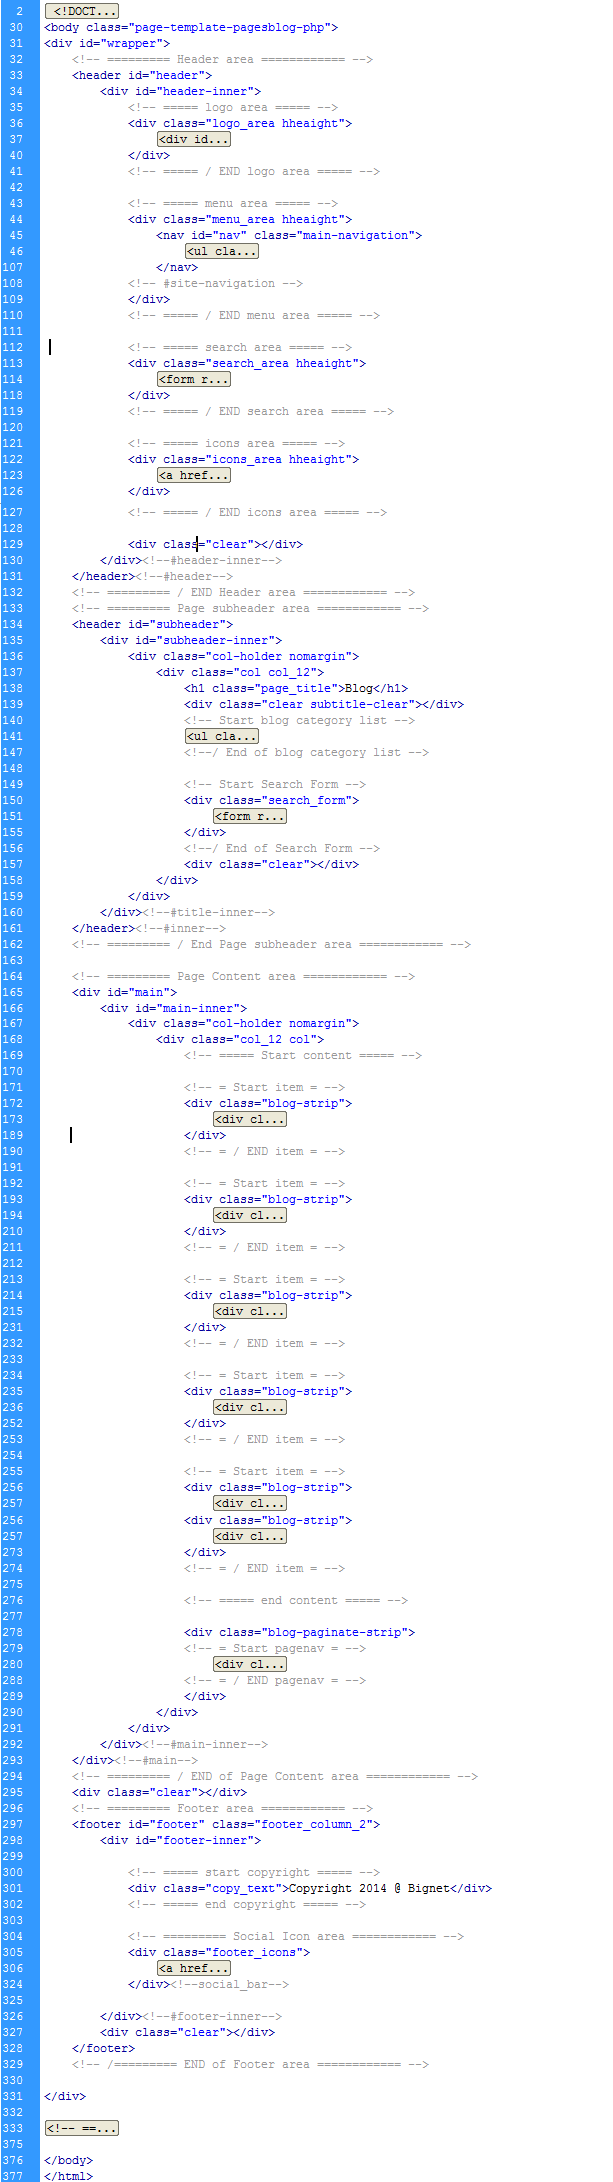 2 <!DOCT...
30 <body class="page-template-pagesblog-php">
31 <div id="wrapper">
32 <!-- ========= Header area ============ -->
33 <header id="header">
34 <div id="header-inner">
35 <!-- ===== logo area ===== -->
36 <div class="logo_area hheaight">
37 <div id...
40 </div>
41 <!-- ===== / END logo area ===== -->
42
43 <!-- ===== menu area ===== -->
44 <div class="menu_area hheaight">
45 <nav id="nav" class="main-navigation">
46 <ul cla...
107 </nav>
108 <!-- #site-navigation -->
109 </div>
110 <!-- ===== / END menu area ===== -->
111
112 <!-- ===== search area ===== -->
113 <div class="search_area hheaight">
114 <form r...
118 </div>
119 <!-- ===== / END search area ===== -->
120
121 <!-- ===== icons area ===== -->
122 <div class="icons_area hheaight">
123 <a href...
126 </div>
127 <!-- ===== / END icons area ===== -->
128
129 <div class="clear"></div>
130 </div><!--#header-inner-->
131 </header><!--#header-->
132 <!-- ========= / END Header area ============ -->
133 <!-- ========= Page subheader area ============ -->
134 <header id="subheader">
135 <div id="subheader-inner">
136 <div class="col-holder nomargin">
137 <div class="col col_12">
138 <h1 class="page_title">Blog</h1>
139 <div class="clear subtitle-clear"></div>
140 <!-- Start blog category list -->
141 <ul cla...
147 <!--/ End of blog category list -->
148
149 <!-- Start Search Form -->
150 <div class="search_form">
151 <form r...
155 </div>
156 <!--/ End of Search Form -->
157 <div class="clear"></div>
158 </div>
159 </div>
160 </div><!--#title-inner-->
161 </header><!--#inner-->
162 <!-- ========= / End Page subheader area ============ -->
163
164 <!-- ========= Page Content area ============ -->
165 <div id="main">
166 <div id="main-inner">
167 <div class="col-holder nomargin">
168 <div class="col_12 col">
169 <!-- ===== Start content ===== -->
170
171 <!-- = Start item = -->
172 <div class="blog-strip">
173 <div cl...
189 </div>
190 <!-- = / END item = -->
191
192 <!-- = Start item = -->
193 <div class="blog-strip">
194 <div cl...
210 </div>
211 <!-- = / END item = -->
212
213 <!-- = Start item = -->
214 <div class="blog-strip">
215 <div cl...
231 </div>
232 <!-- = / END item = -->
233
234 <!-- = Start item = -->
235 <div class="blog-strip">
236 <div cl...
252 </div>
253 <!-- = / END item = -->
254
255 <!-- = Start item = -->
256 <div class="blog-strip">
257 <div cl...
256 <div class="blog-strip">
257 <div cl...
273 </div>
274 <!-- = / END item = -->
275
276 <!-- ===== end content ===== -->
277
278 <div class="blog-paginate-strip">
279 <!-- = Start pagenav = -->
280 <div cl...
288 <!-- = / END pagenav = -->
289 </div>
290 </div>
291 </div>
292 </div><!--#main-inner-->
293 </div><!--#main-->
294 <!-- ========= / END of Page Content area ============ -->
295 <div class="clear"></div>
296 <!-- ========= Footer area ============ -->
297 <footer id="footer" class="footer_column_2">
298 <div id="footer-inner">
299
300 <!-- ===== start copyright ===== -->
301 <div class="copy_text">Copyright 2014 @ Bignet</div>
302 <!-- ===== end copyright ===== -->
303
304 <!-- ========= Social Icon area ============ -->
305 <div class="footer_icons">
306 <a href...
324 </div><!--social_bar-->
325
326 </div><!--#footer-inner-->
327 <div class="clear"></div>
328 </footer>
329 <!-- /========= END of Footer area ============ -->
330
331 </div>
332
333 <!-- ==...
375
376 </body>
377 </html>